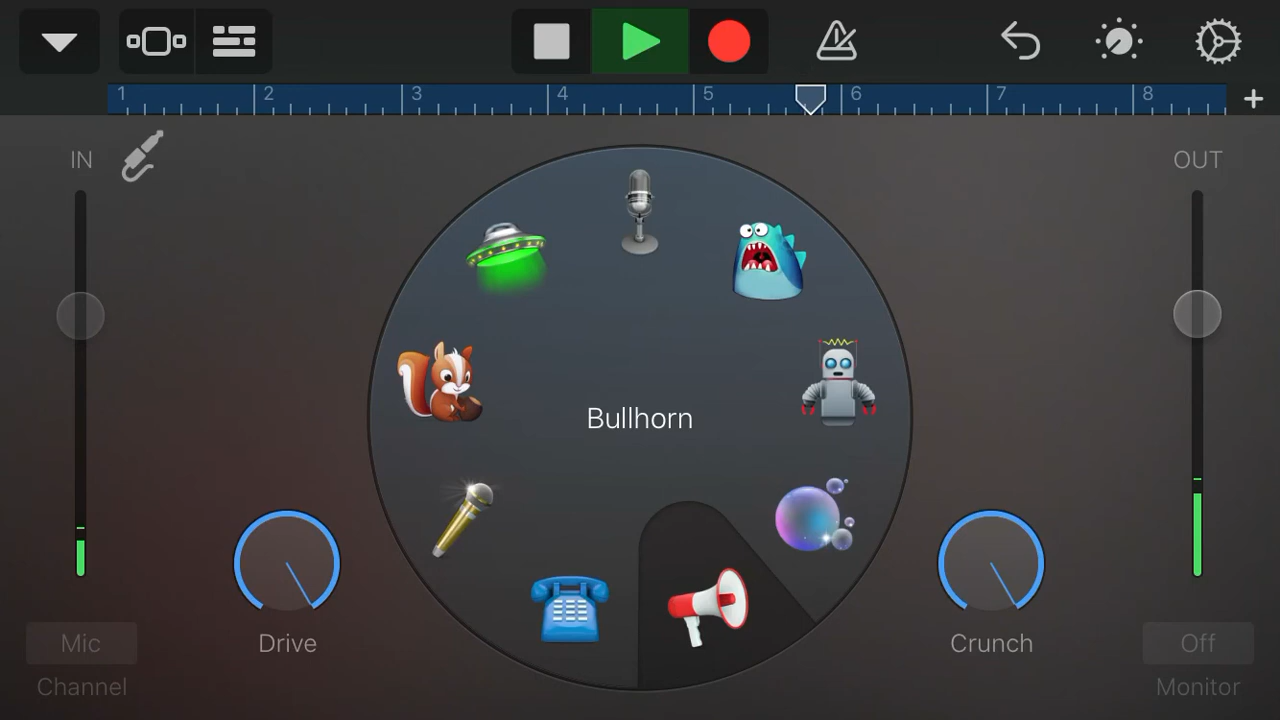 1 2 3 4 5 6 7 8 +
IN
OUT
Bullhorn
Drive
Crunch
Mic
Off
Channel
Monitor